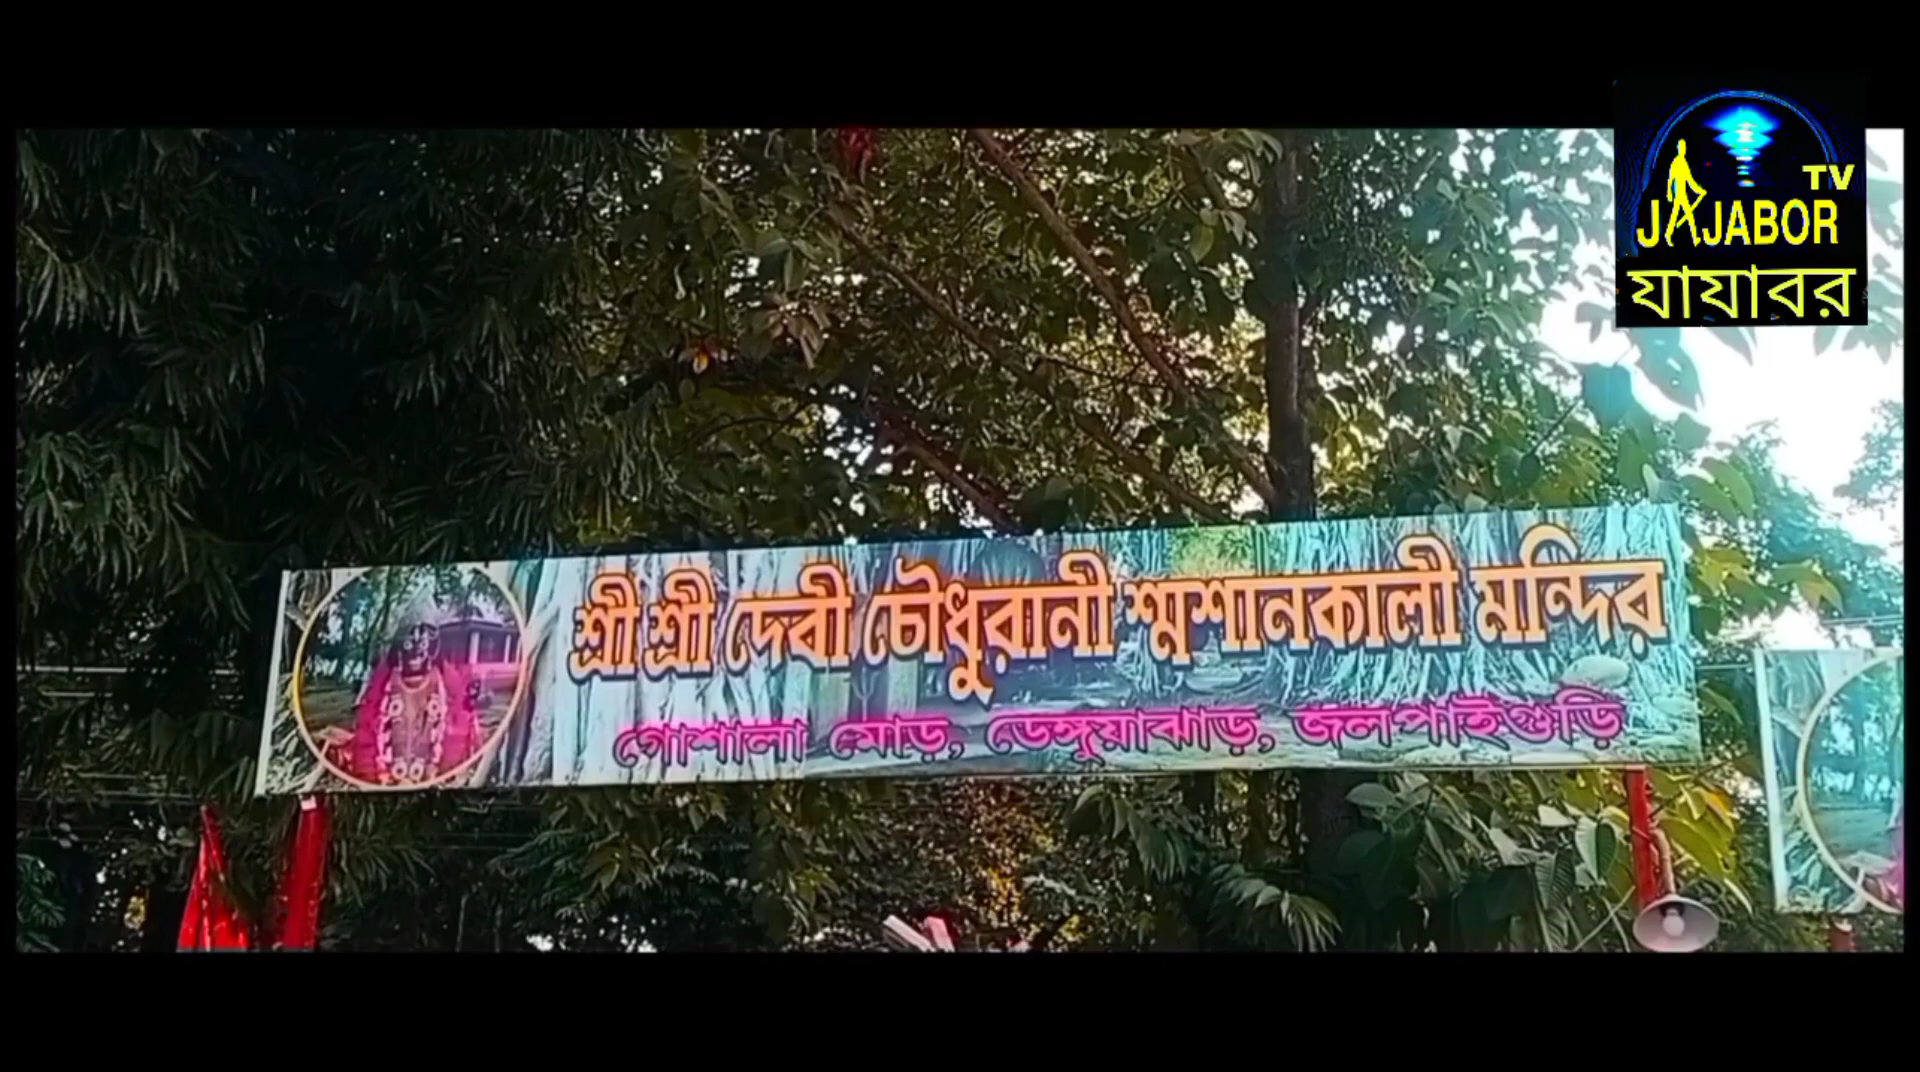 TV
JAJABOR
যাযাবর
শ্রী শ্রী দেবী চৌধুরানী শ্মশানকালী মন্দির
গোশালা মোড়, ডেঙ্গুয়াঝাড়, জলপাইগুড়ি